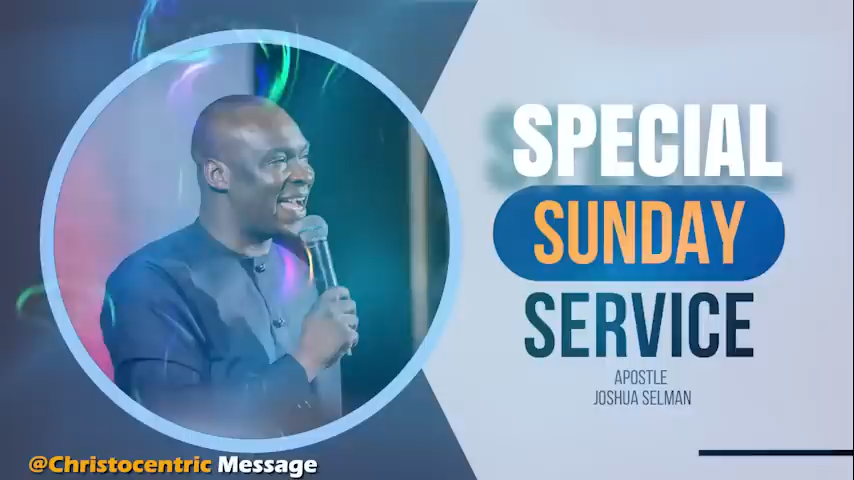 SPECIAL
SUNDAY
SERVICE
APOSTLE
JOSHUA SELMAN
@Christocentric Message